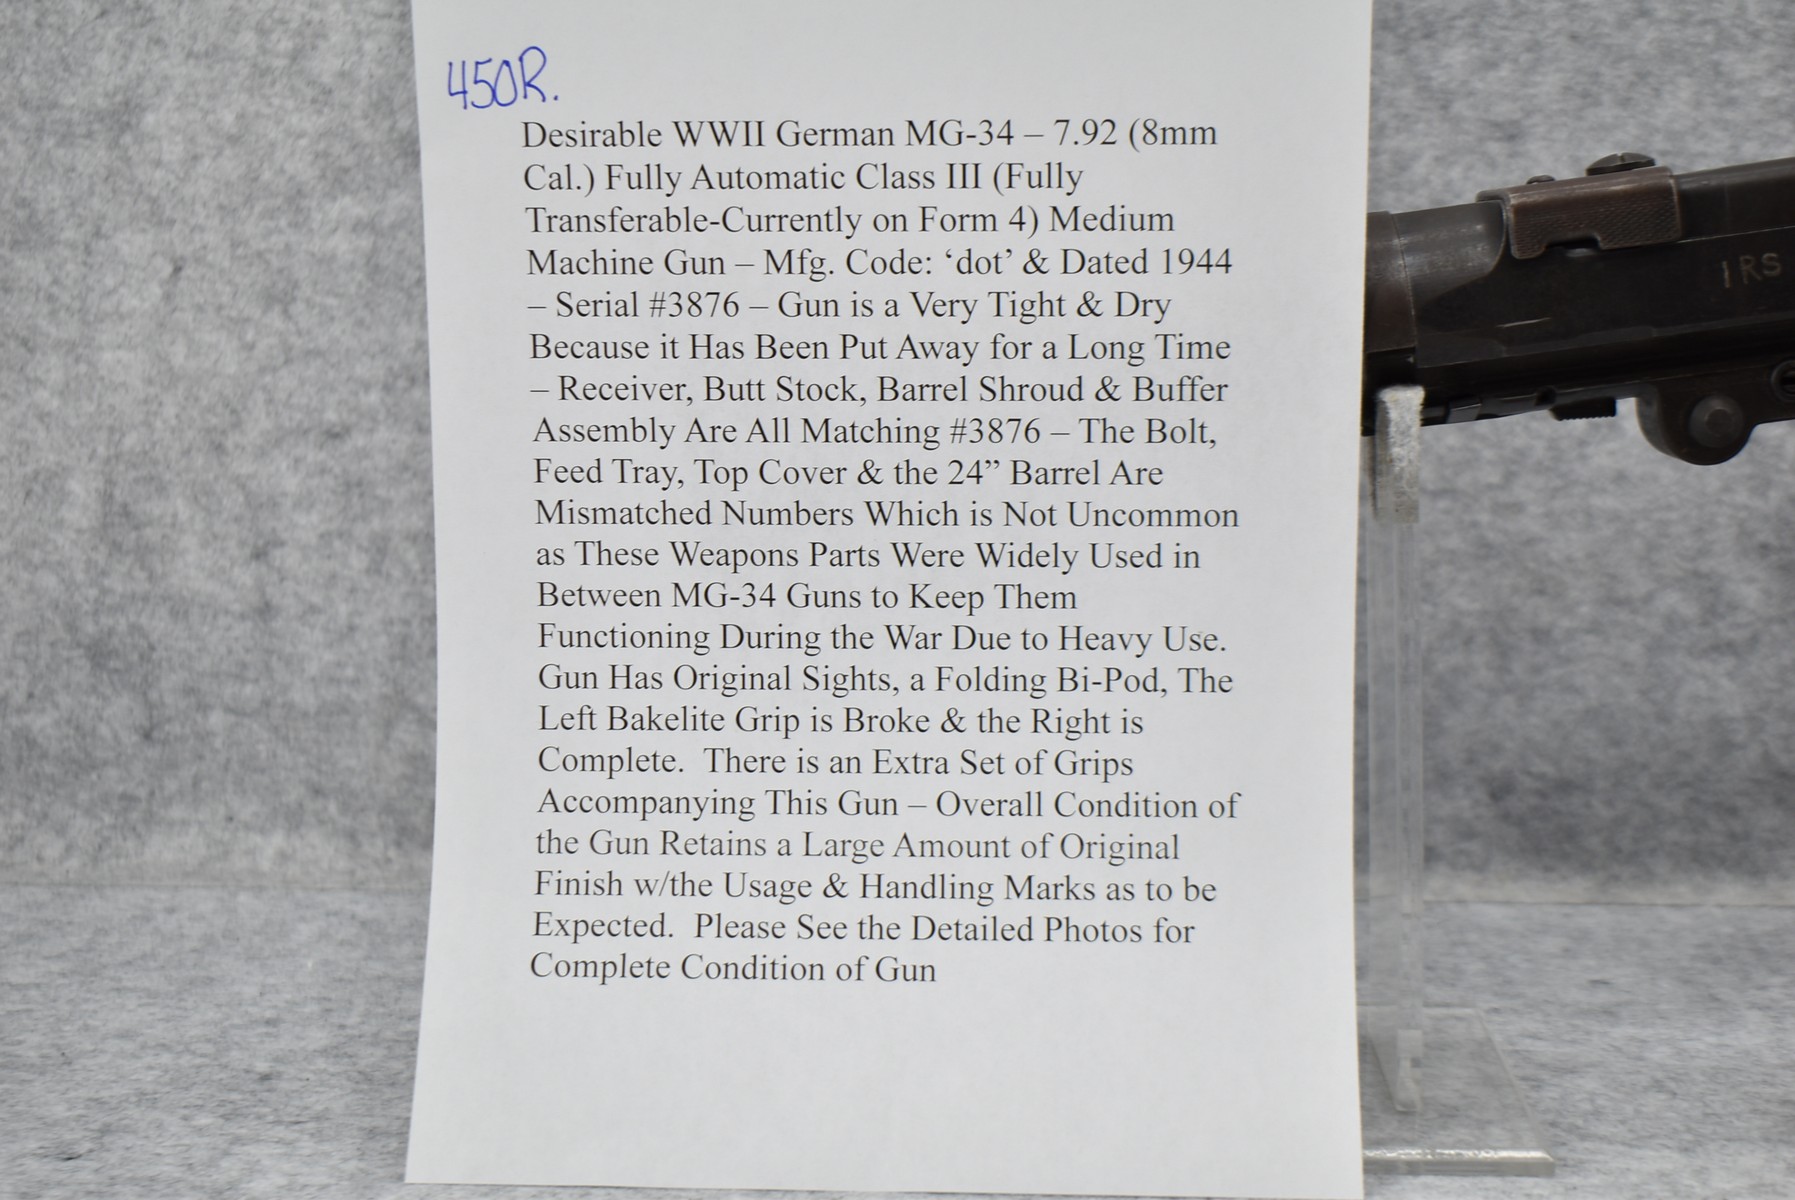 450R.
Desirable WWII German MG-34 – 7.92 (8mm
Cal.) Fully Automatic Class III (Fully
Transferable-Currently on Form 4) Medium
Machine Gun – Mfg. Code: ‘dot’ & Dated 1944
– Serial #3876 – Gun is a Very Tight & Dry
Because it Has Been Put Away for a Long Time
– Receiver, Butt Stock, Barrel Shroud & Buffer
Assembly Are All Matching #3876 – The Bolt,
Feed Tray, Top Cover & the 24” Barrel Are
Mismatched Numbers Which is Not Uncommon
as These Weapons Parts Were Widely Used in
Between MG-34 Guns to Keep Them
Functioning During the War Due to Heavy Use.
Gun Has Original Sights, a Folding Bi-Pod, The
Left Bakelite Grip is Broke & the Right is
Complete.  There is an Extra Set of Grips
Accompanying This Gun – Overall Condition of
the Gun Retains a Large Amount of Original
Finish w/the Usage & Handling Marks as to be
Expected.  Please See the Detailed Photos for
Complete Condition of Gun
IRS